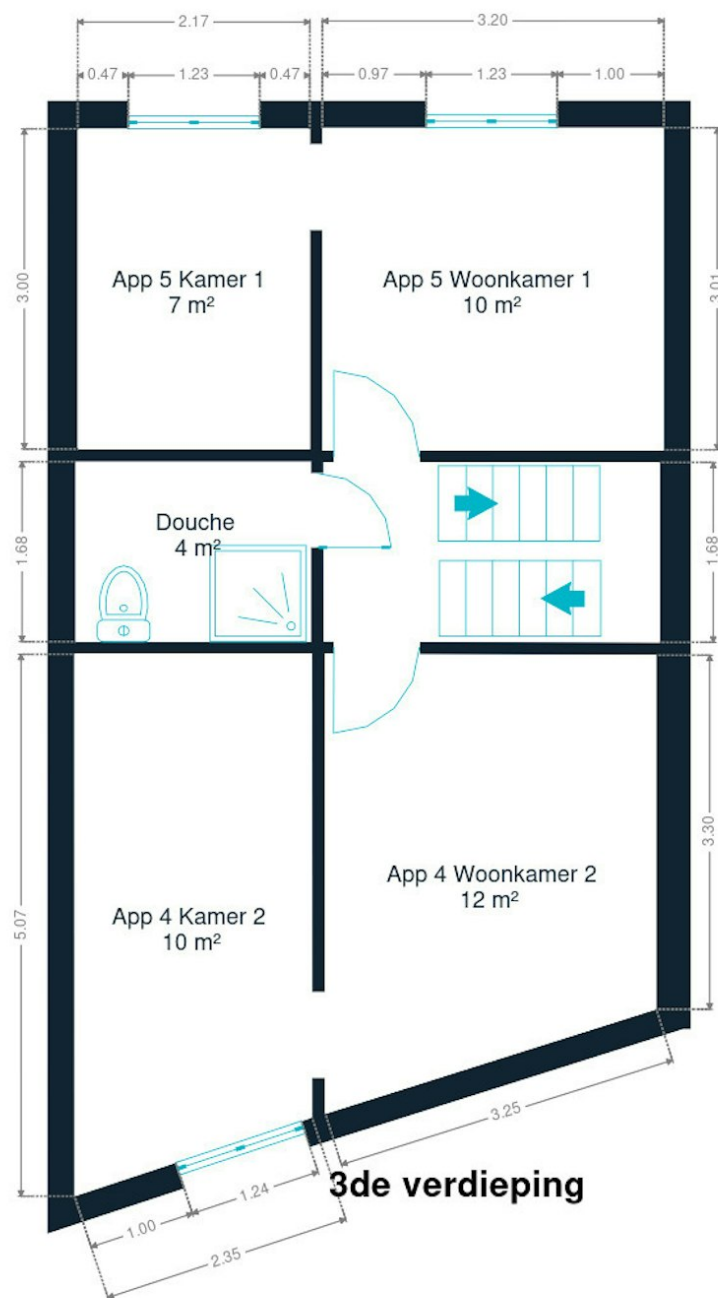 2.17
3.20
0.47
1.23
0.47
0.97
1.23
1.00
3.00
App 5 Kamer 1
7 m²
App 5 Woonkamer 1
10 m²
3.01
1.68
Douche
4 m²
1.68
5.07
App 4 Kamer 2
10 m²
App 4 Woonkamer 2
12 m²
3.30
3.25
1.24
1.00
2.35
3de verdieping